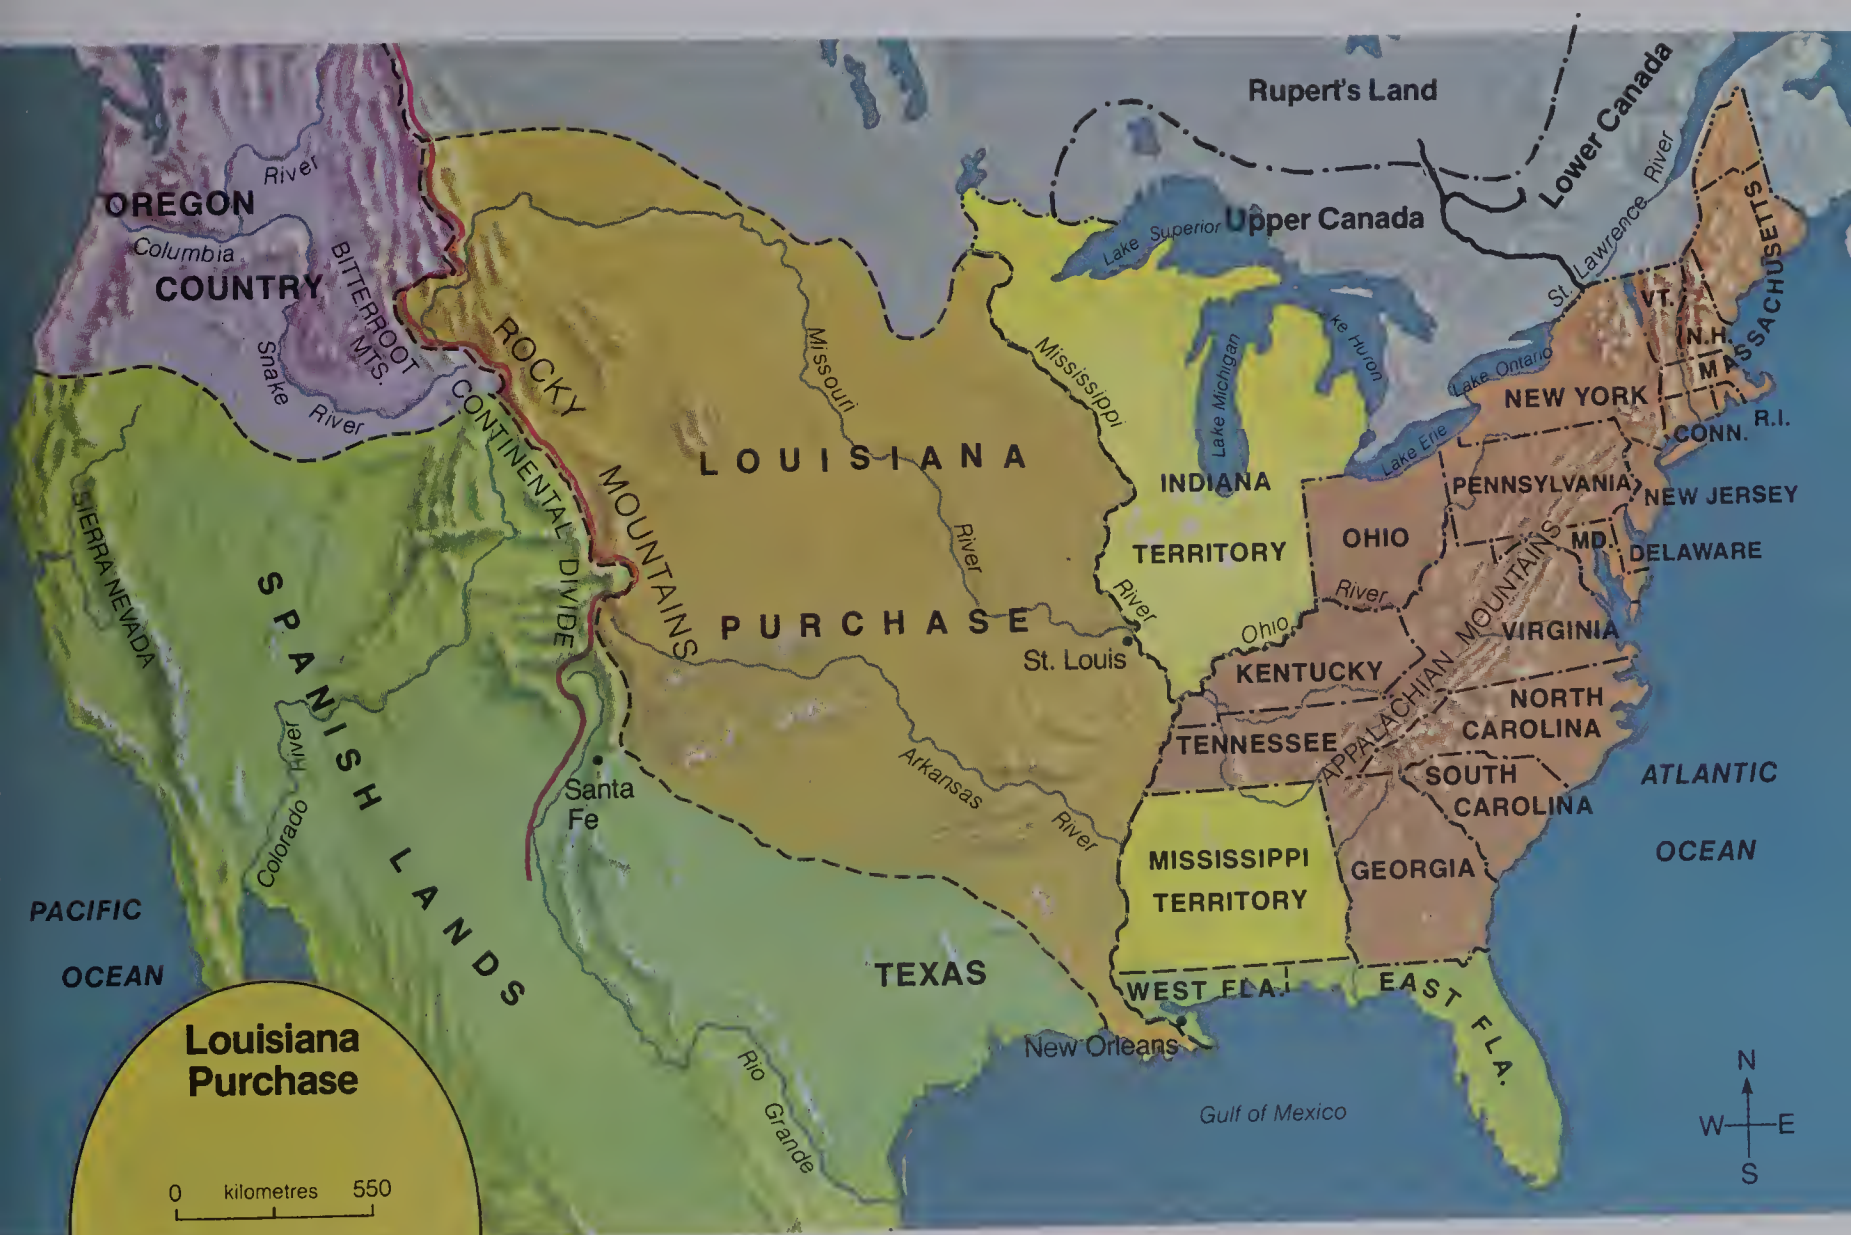 Rupert's Land
Lower Canada
Upper Canada
Lake Superior
St. Lawrence River
OREGON
COUNTRY
River
Columbia
BITTERROOT
MTS.
Snake
River
ROCKY
MOUNTAINS
CONTINENTAL DIVIDE
Missouri
River
Mississippi
River
LOUISIANA
PURCHASE
Lake Michigan
ke Huron
Lake Ontario
Lake Erie
VT.
N.H.
MASSACHUSETTS
MA
NEW YORK
CONN.
R.I.
INDIANA
TERRITORY
OHIO
PENNSYLVANIA
NEW JERSEY
MD.
DELAWARE
SIERRA NEVADA
SPANISH LANDS
Ohio
River
VIRGINIA
St. Louis
KENTUCKY
APPALACHIAN MOUNTAINS
NORTH
CAROLINA
TENNESSEE
SOUTH
CAROLINA
ATLANTIC
OCEAN
Colorado
River
Santa
Fe
Arkansas
River
MISSISSIPPI
TERRITORY
GEORGIA
PACIFIC
OCEAN
TEXAS
WEST FLA.
EAST FLA.
New Orleans
Rio Grande
Gulf of Mexico
Louisiana
Purchase
0 kilometres 550
N
W E
S